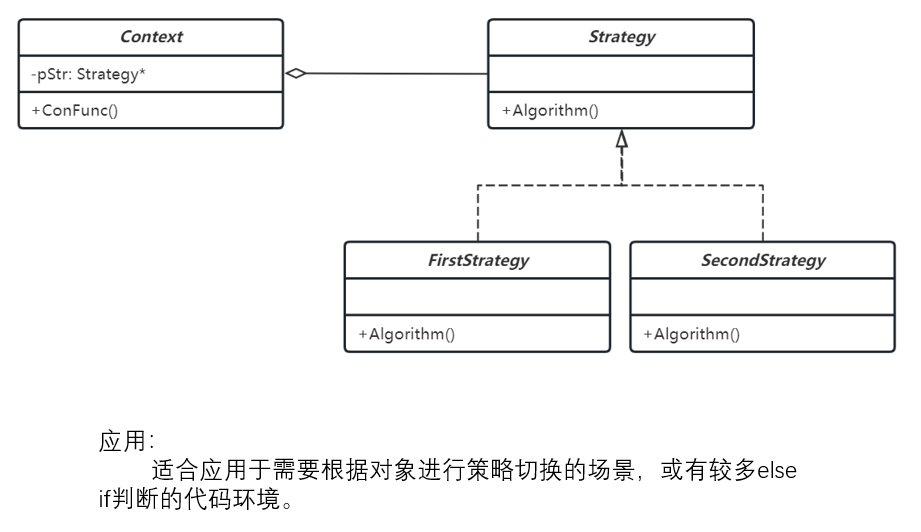 Context
-pStr: Strategy*
+ConFunc()
Strategy
+Algorithm()
FirstStrategy
+Algorithm()
SecondStrategy
+Algorithm()
应用:
适合应用于需要根据对象进行策略切换的场景，或有较多else
if判断的代码环境。